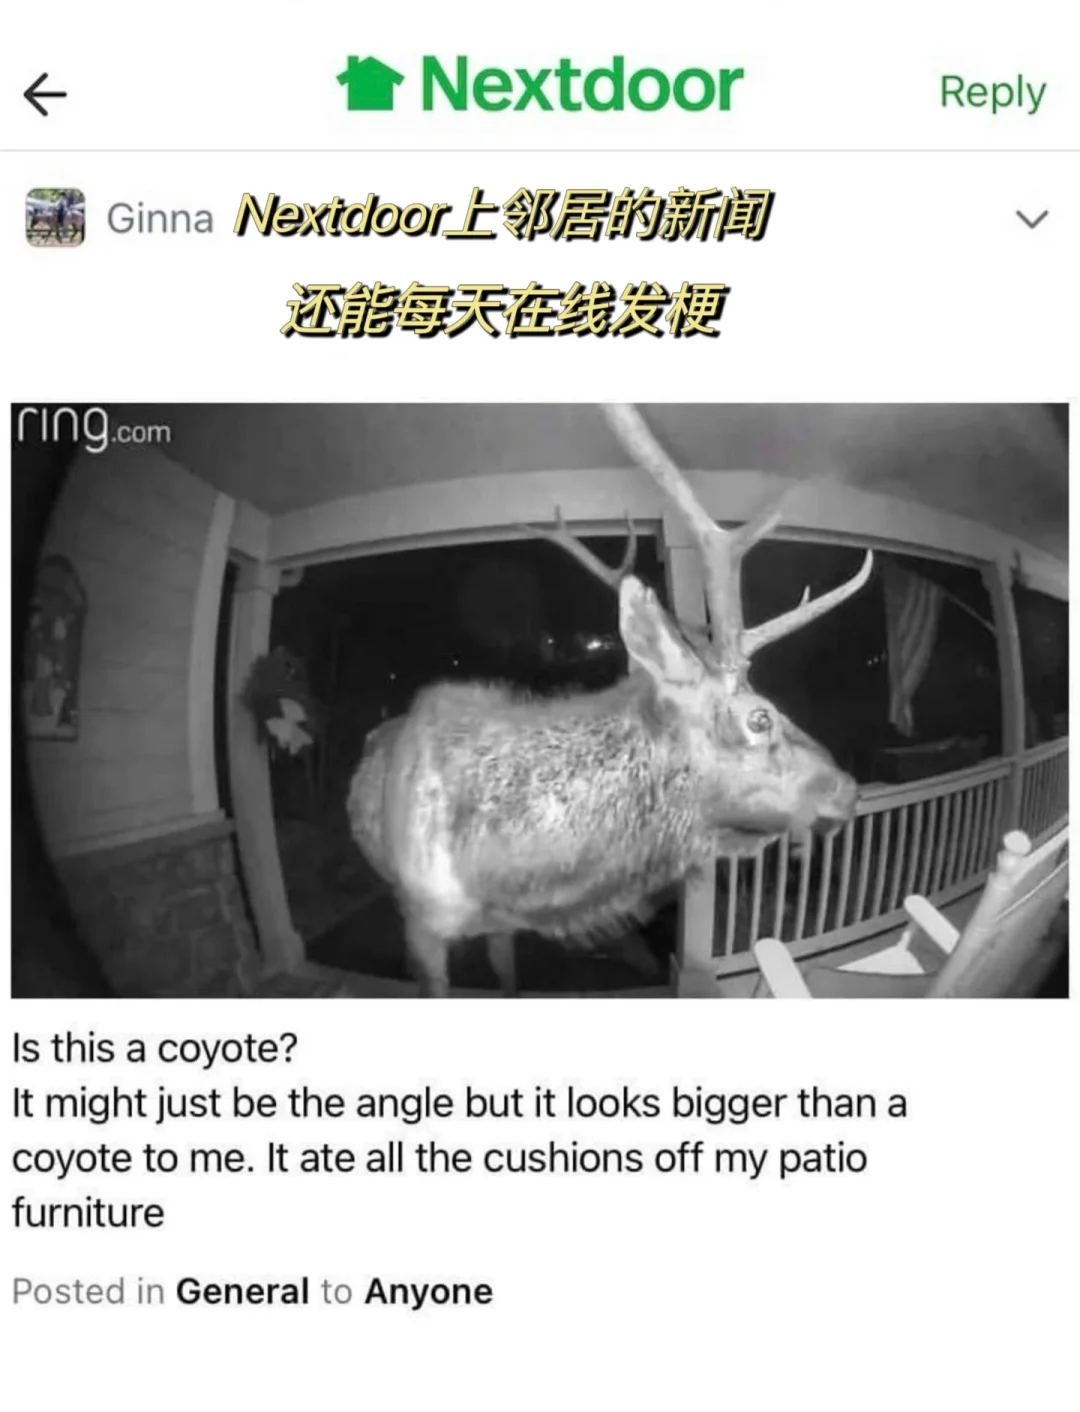 Nextdoor
Reply
Ginna
Nextdoor上邻居的新闻
还能每天在线发梗
ring.com
Is this a coyote?
It might just be the angle but it looks bigger than a
coyote to me. It ate all the cushions off my patio
furniture
Posted in General to Anyone